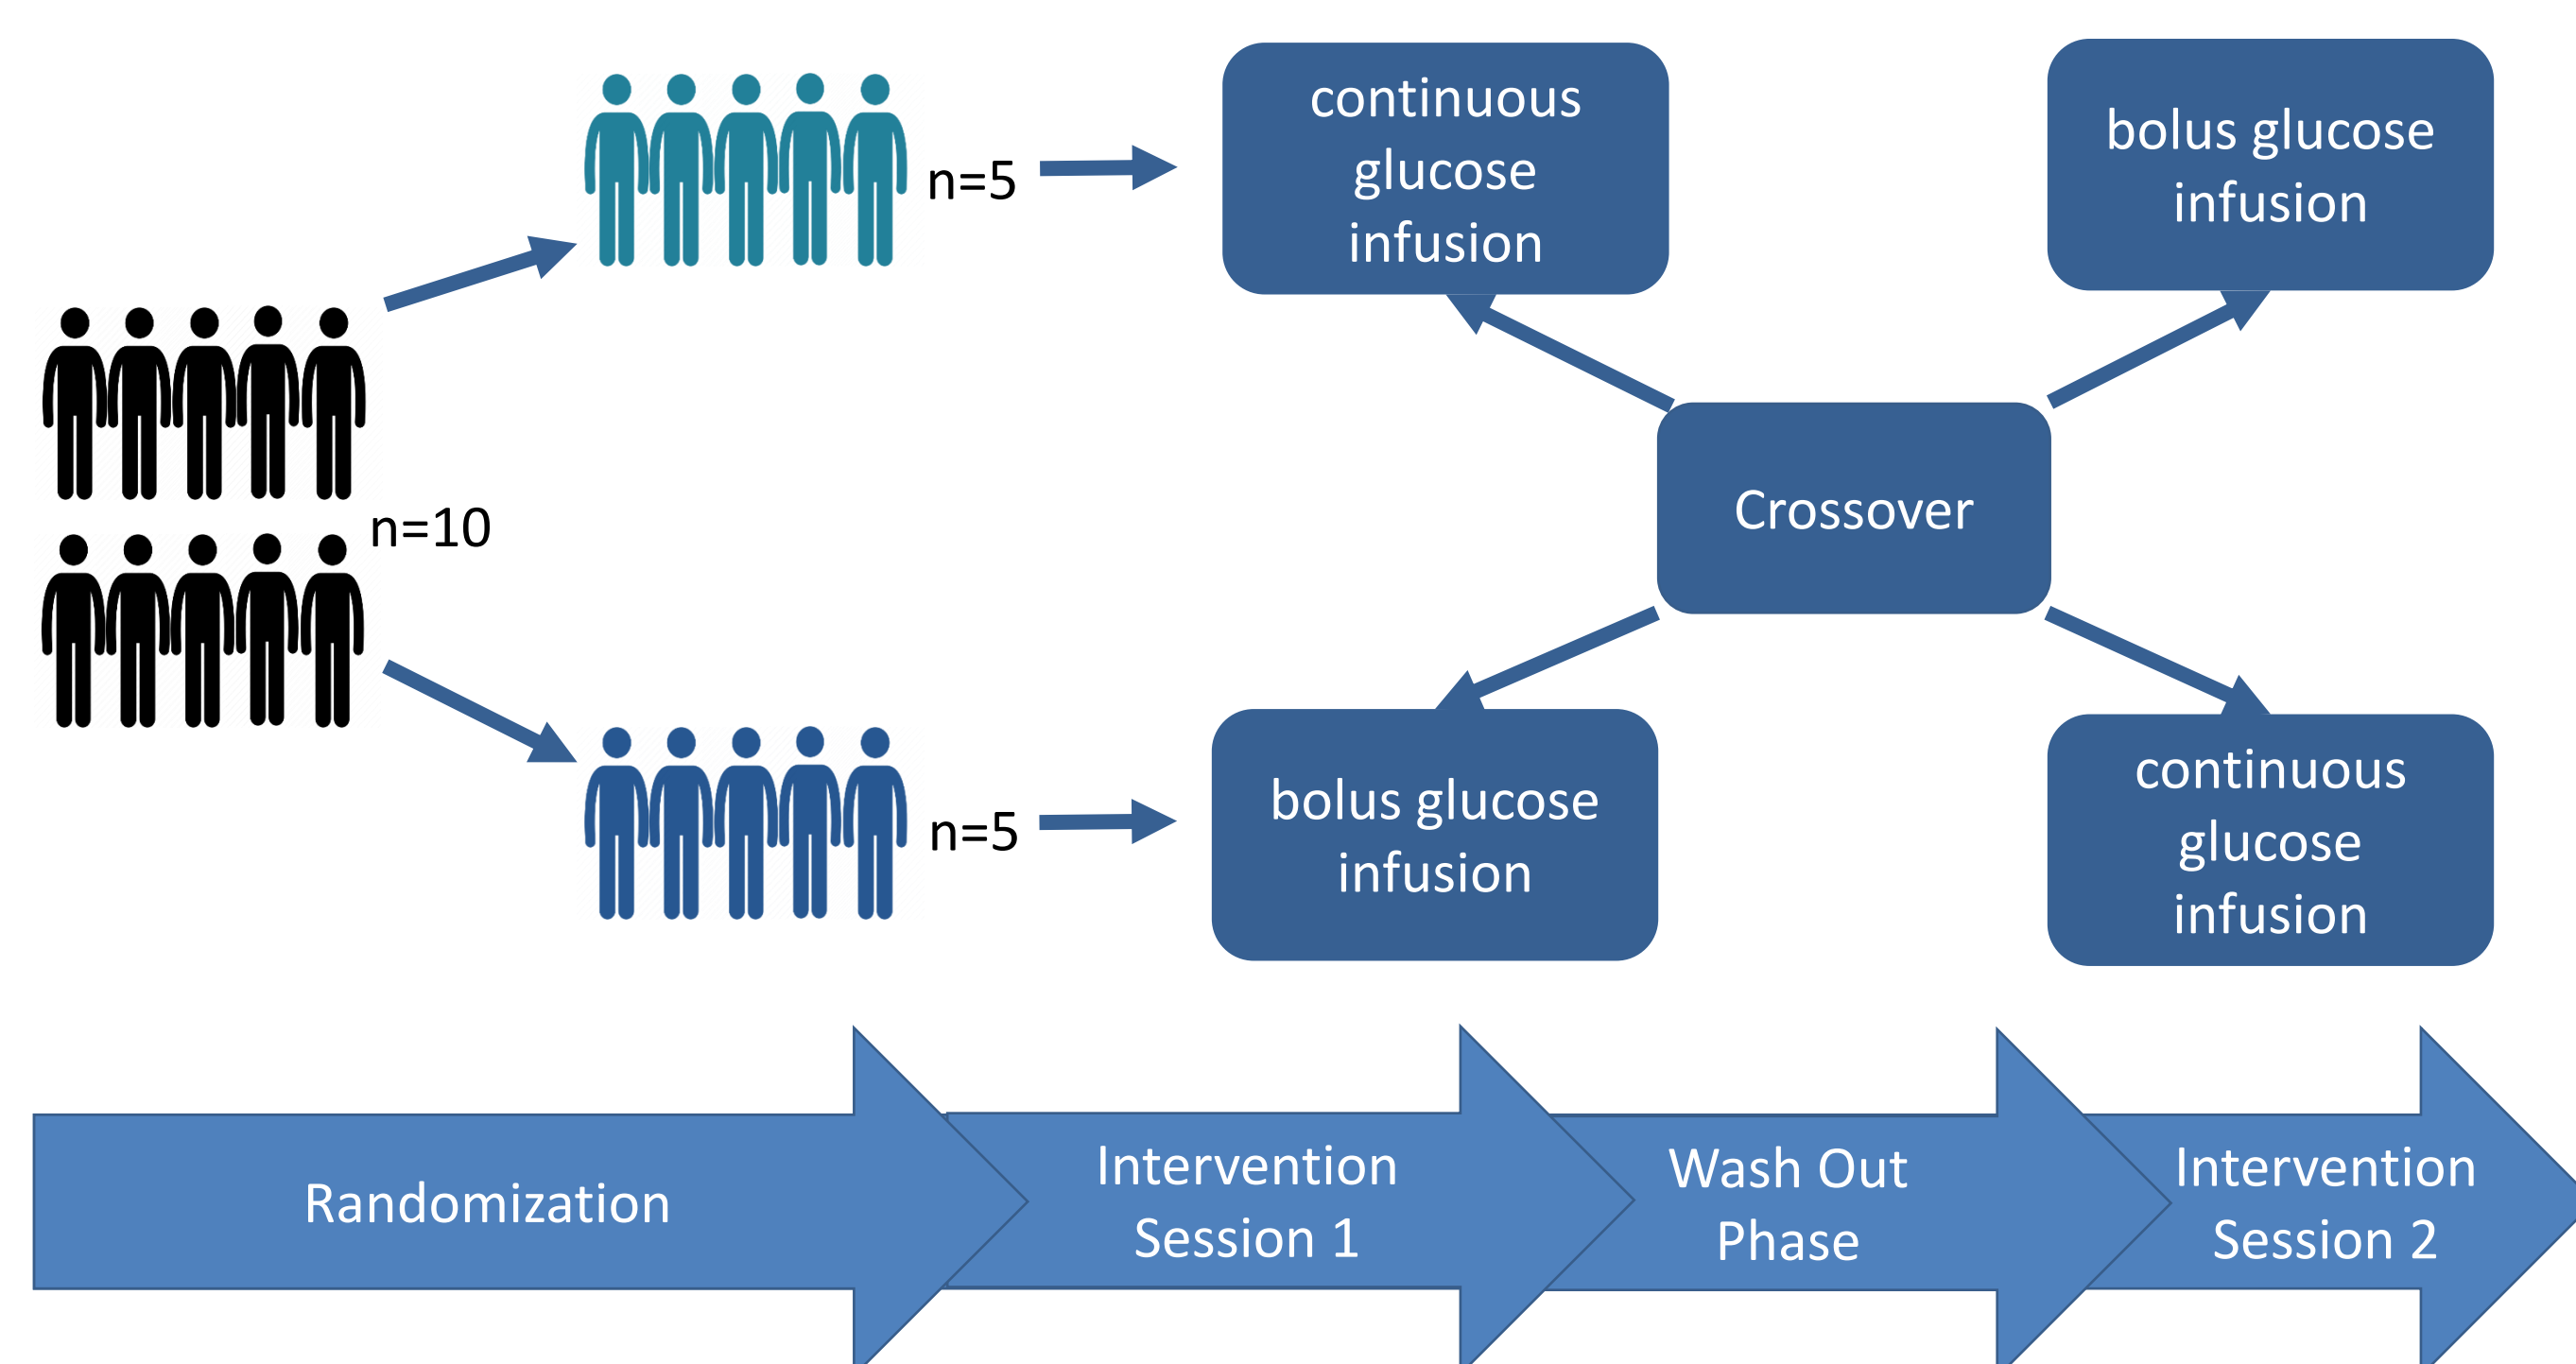 n=10
n=5
continuous
glucose
infusion
bolus glucose
infusion
Crossover
n=5
bolus glucose
infusion
continuous
glucose
infusion
Randomization
Intervention
Session 1
Wash Out
Phase
Intervention
Session 2